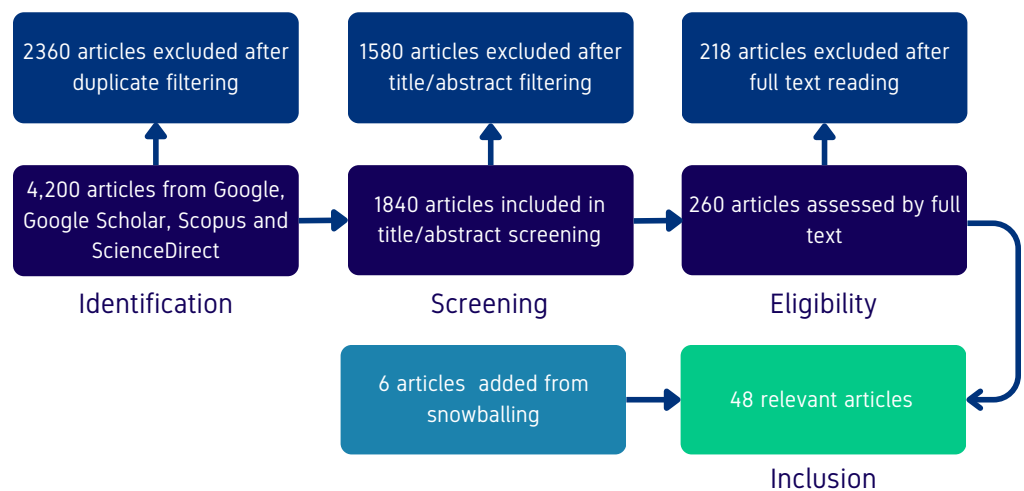 2360 articles excluded after
duplicate filtering
1580 articles excluded after
title/abstract filtering
218 articles excluded after
full text reading
4,200 articles from Google,
Google Scholar, Scopus and
ScienceDirect
1840 articles included in
title/abstract screening
260 articles assessed by full
text
Identification
Screening
Eligibility
6 articles added from
snowballing
48 relevant articles
Inclusion